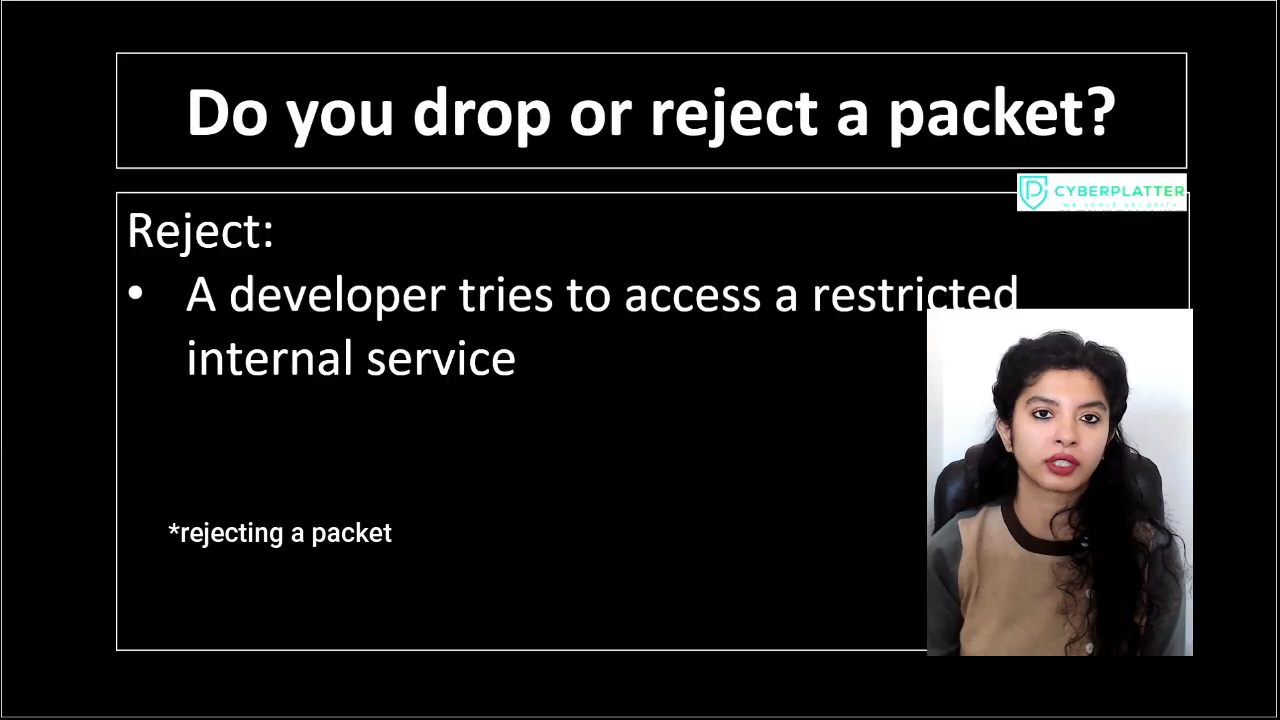 Do you drop or reject a packet?
CYBERPLATTER
Reject:
• A developer tries to access a restricted
internal service
*rejecting a packet